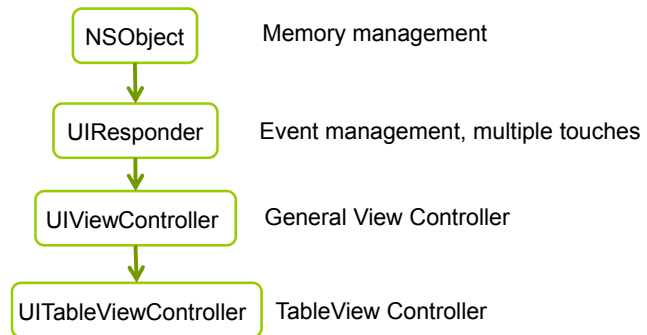 NSObject Memory management
UIResponder Event management, multiple touches
UIViewController General View Controller
UITableViewController TableView Controller